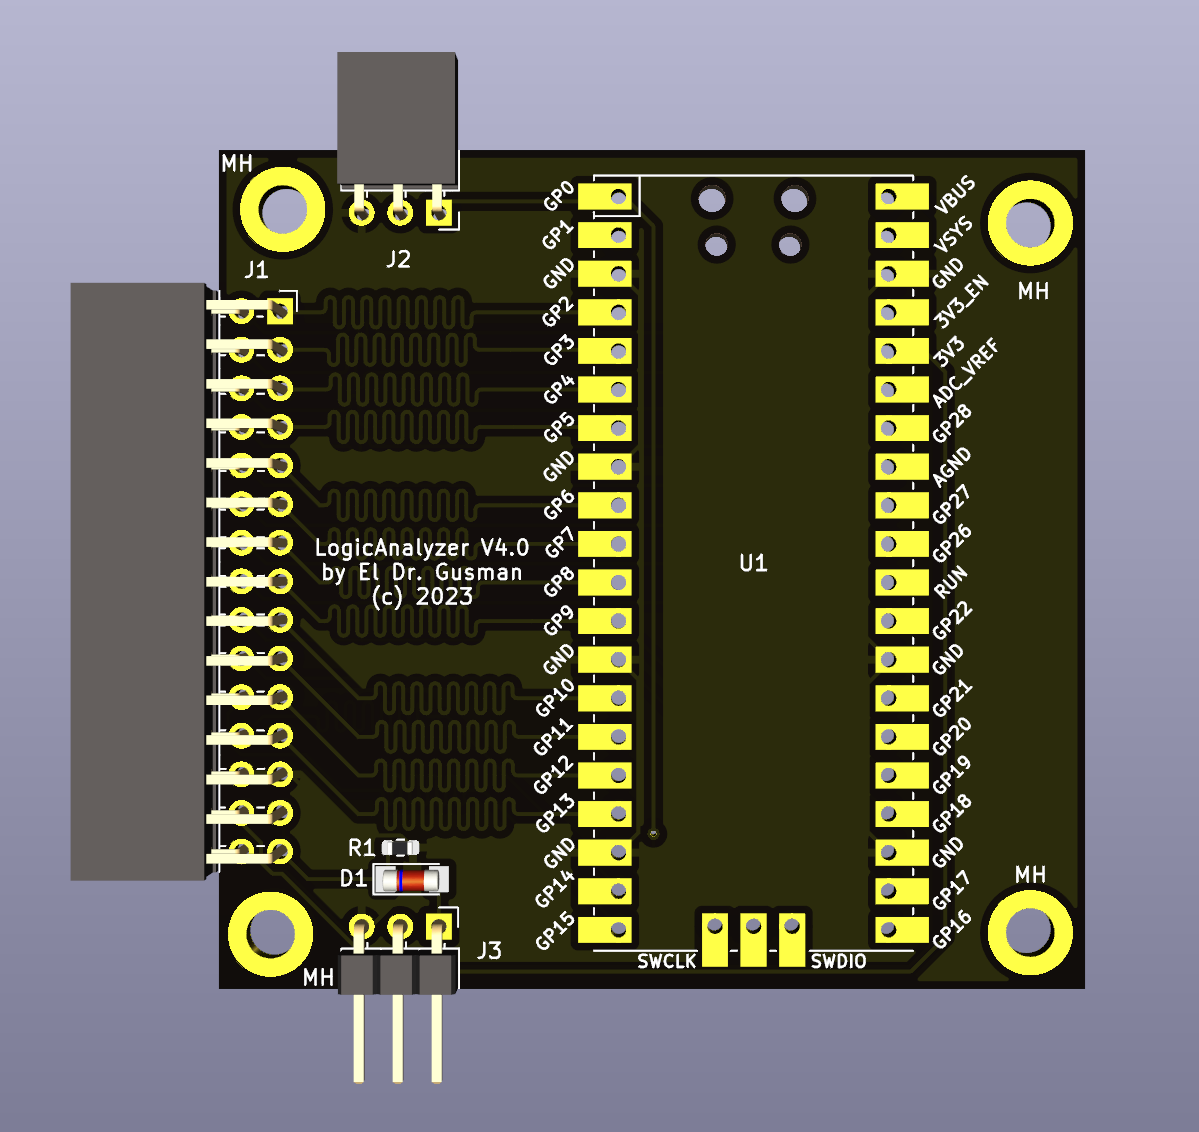 MH
J2
J1
GP0
GP1
GND
GP2
GP3
GP4
GP5
GND
GP6
GP7
GP8
GP9
GND
GP10
GP11
GP12
GP13
GND
GP14
GP15
VBUS
VSYS
GND
3V3_EN
3V3
ADC_VREF
GP28
AGND
GP27
GP26
RUN
GP22
GND
GP21
GP20
GP19
GP18
GND
GP17
GP16
MH
LogicAnalyzer V4.0
by El Dr. Gusman
(c) 2023
U1
R1
D1
MH
J3
MH
SWCLK
SWDIO